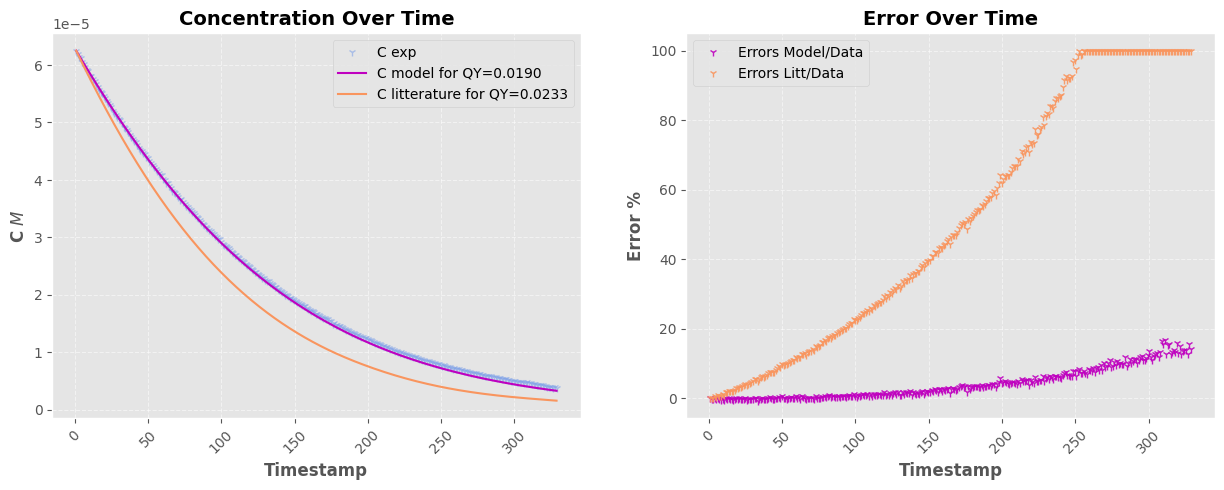 Concentration Over Time
1e−5
C exp
C model for QY=0.0190
C litterature for QY=0.0233
6
5
4
3
2
1
0
C M
0
50
100
150
200
250
300
Timestamp
Error Over Time
Errors Model/Data
Errors Litt/Data
100
80
60
40
20
0
Error %
0
50
100
150
200
250
300
Timestamp